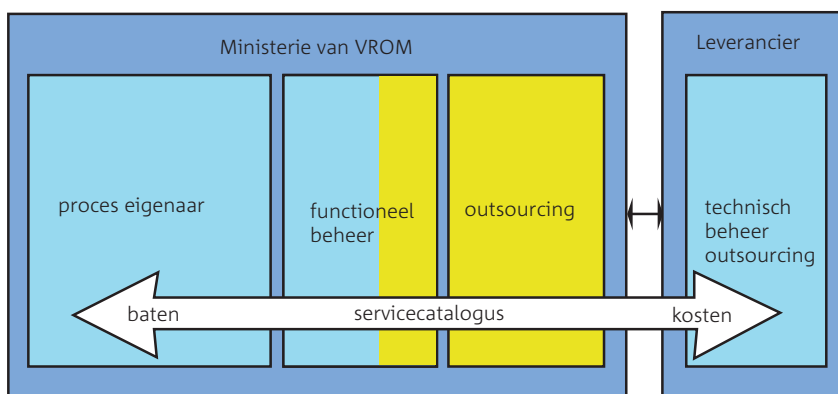 Ministerie van VROM
Leverancier
proces eigenaar
functioneel
beheer
outsourcing
technisch
beheer
outsourcing
baten
servicecatalogus
kosten